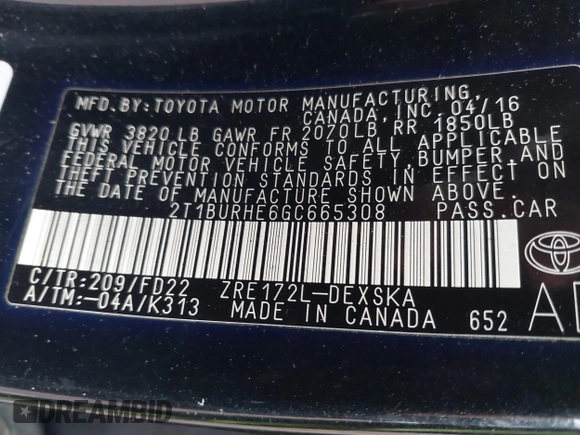 MFD. BY: TOYOTA MOTOR MANUFACTURING,
CANADA, INC. 04/16
GVWR 3820 LB GAWR FR 2070LB RR 1850LB
THIS VEHICLE CONFORMS TO ALL APPLICABLE
FEDERAL MOTOR VEHICLE SAFETY, BUMPER, AND
THEFT PREVENTION STANDARDS IN EFFECT ON
THE DATE OF MANUFACTURE SHOWN ABOVE.
2T1BURHE6GC665308 PASS. CAR
C/TR: 209/FD22 ZRE172L-DEXSKA
A/TM: -04A/K313 MADE IN CANADA 652
DREAMBID